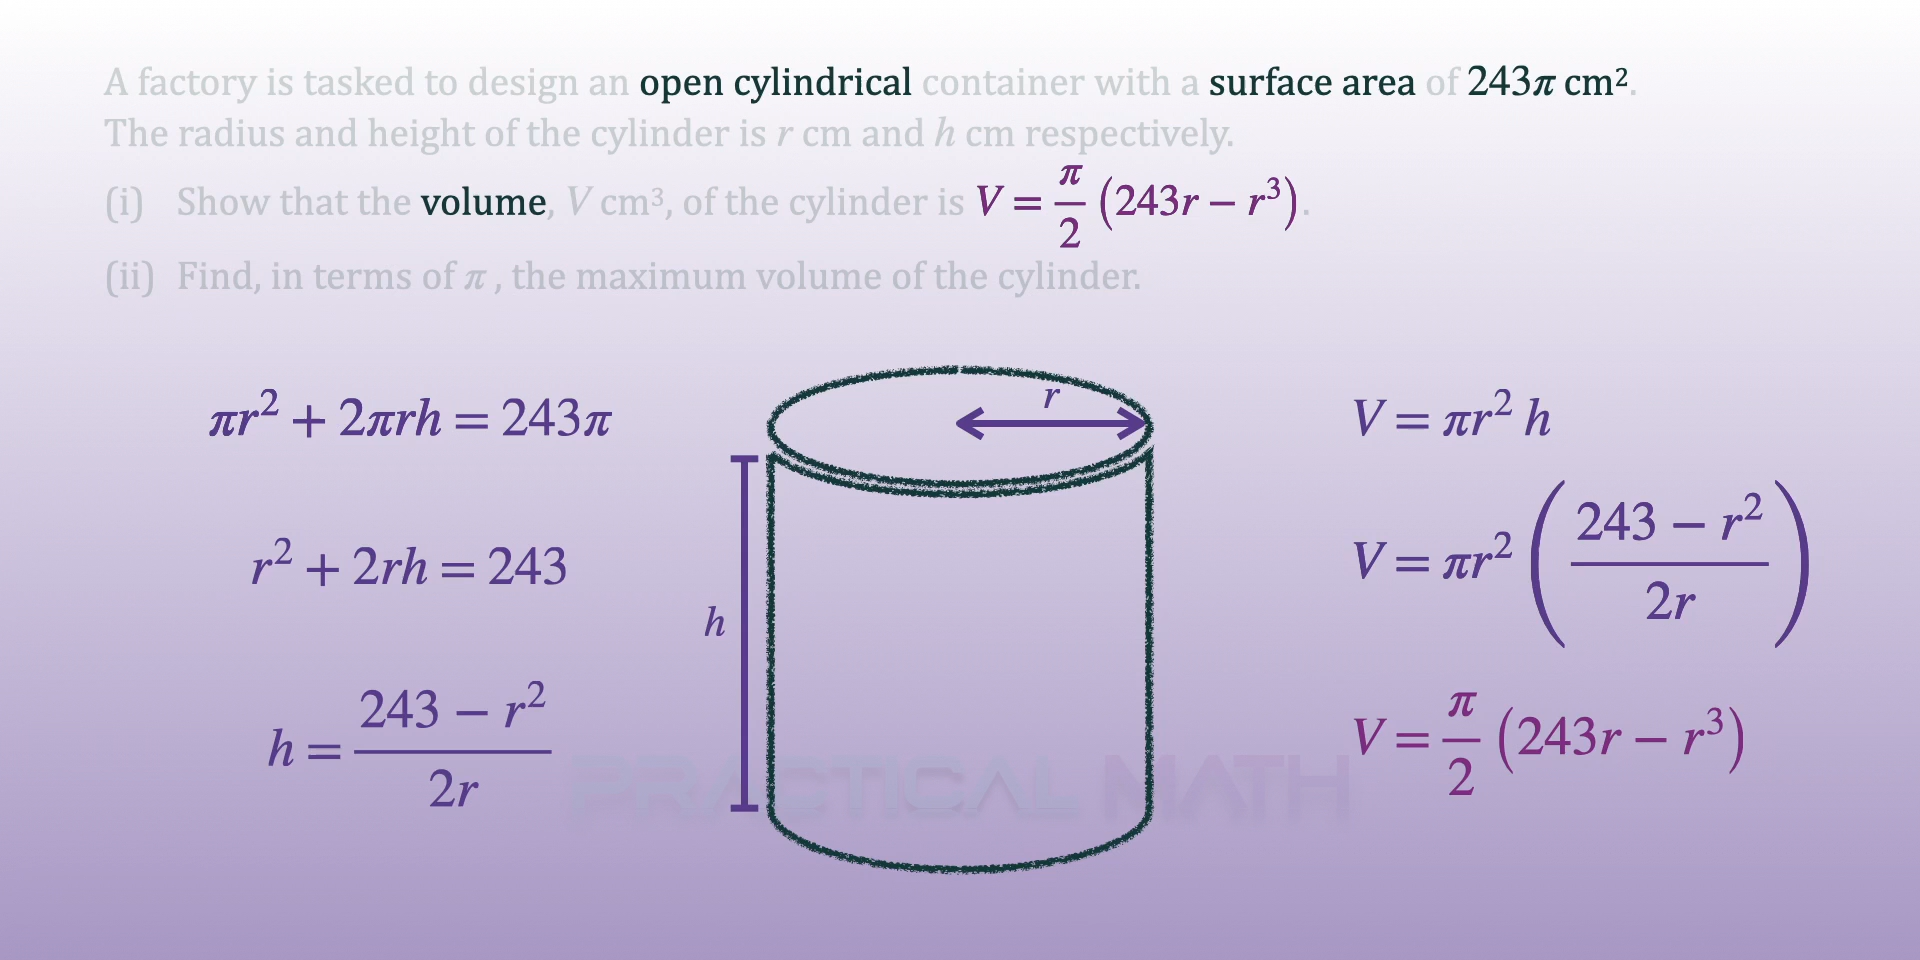 A factory is tasked to design an open cylindrical container with a surface area of 243π cm².
The radius and height of the cylinder is r cm and h cm respectively.
(i) Show that the volume, V cm³, of the cylinder is V = π/2 (243r − r³).
(ii) Find, in terms of π , the maximum volume of the cylinder.
πr² + 2πrh = 243π
r² + 2rh = 243
h = (243 − r²)/(2r)
r
h
V = πr² h
V = πr² ((243 − r²)/(2r))
V = π/2 (243r − r³)
PRACTICAL MATH